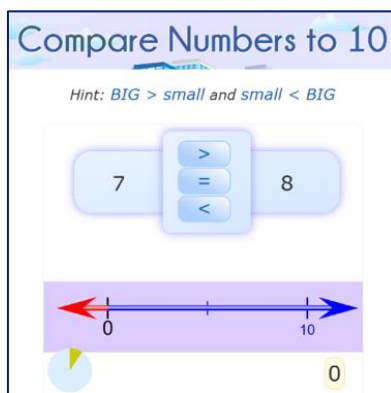 Compare Numbers to 10
Hint: BIG > small and small < BIG
>
7 = 8
<
0 10
0